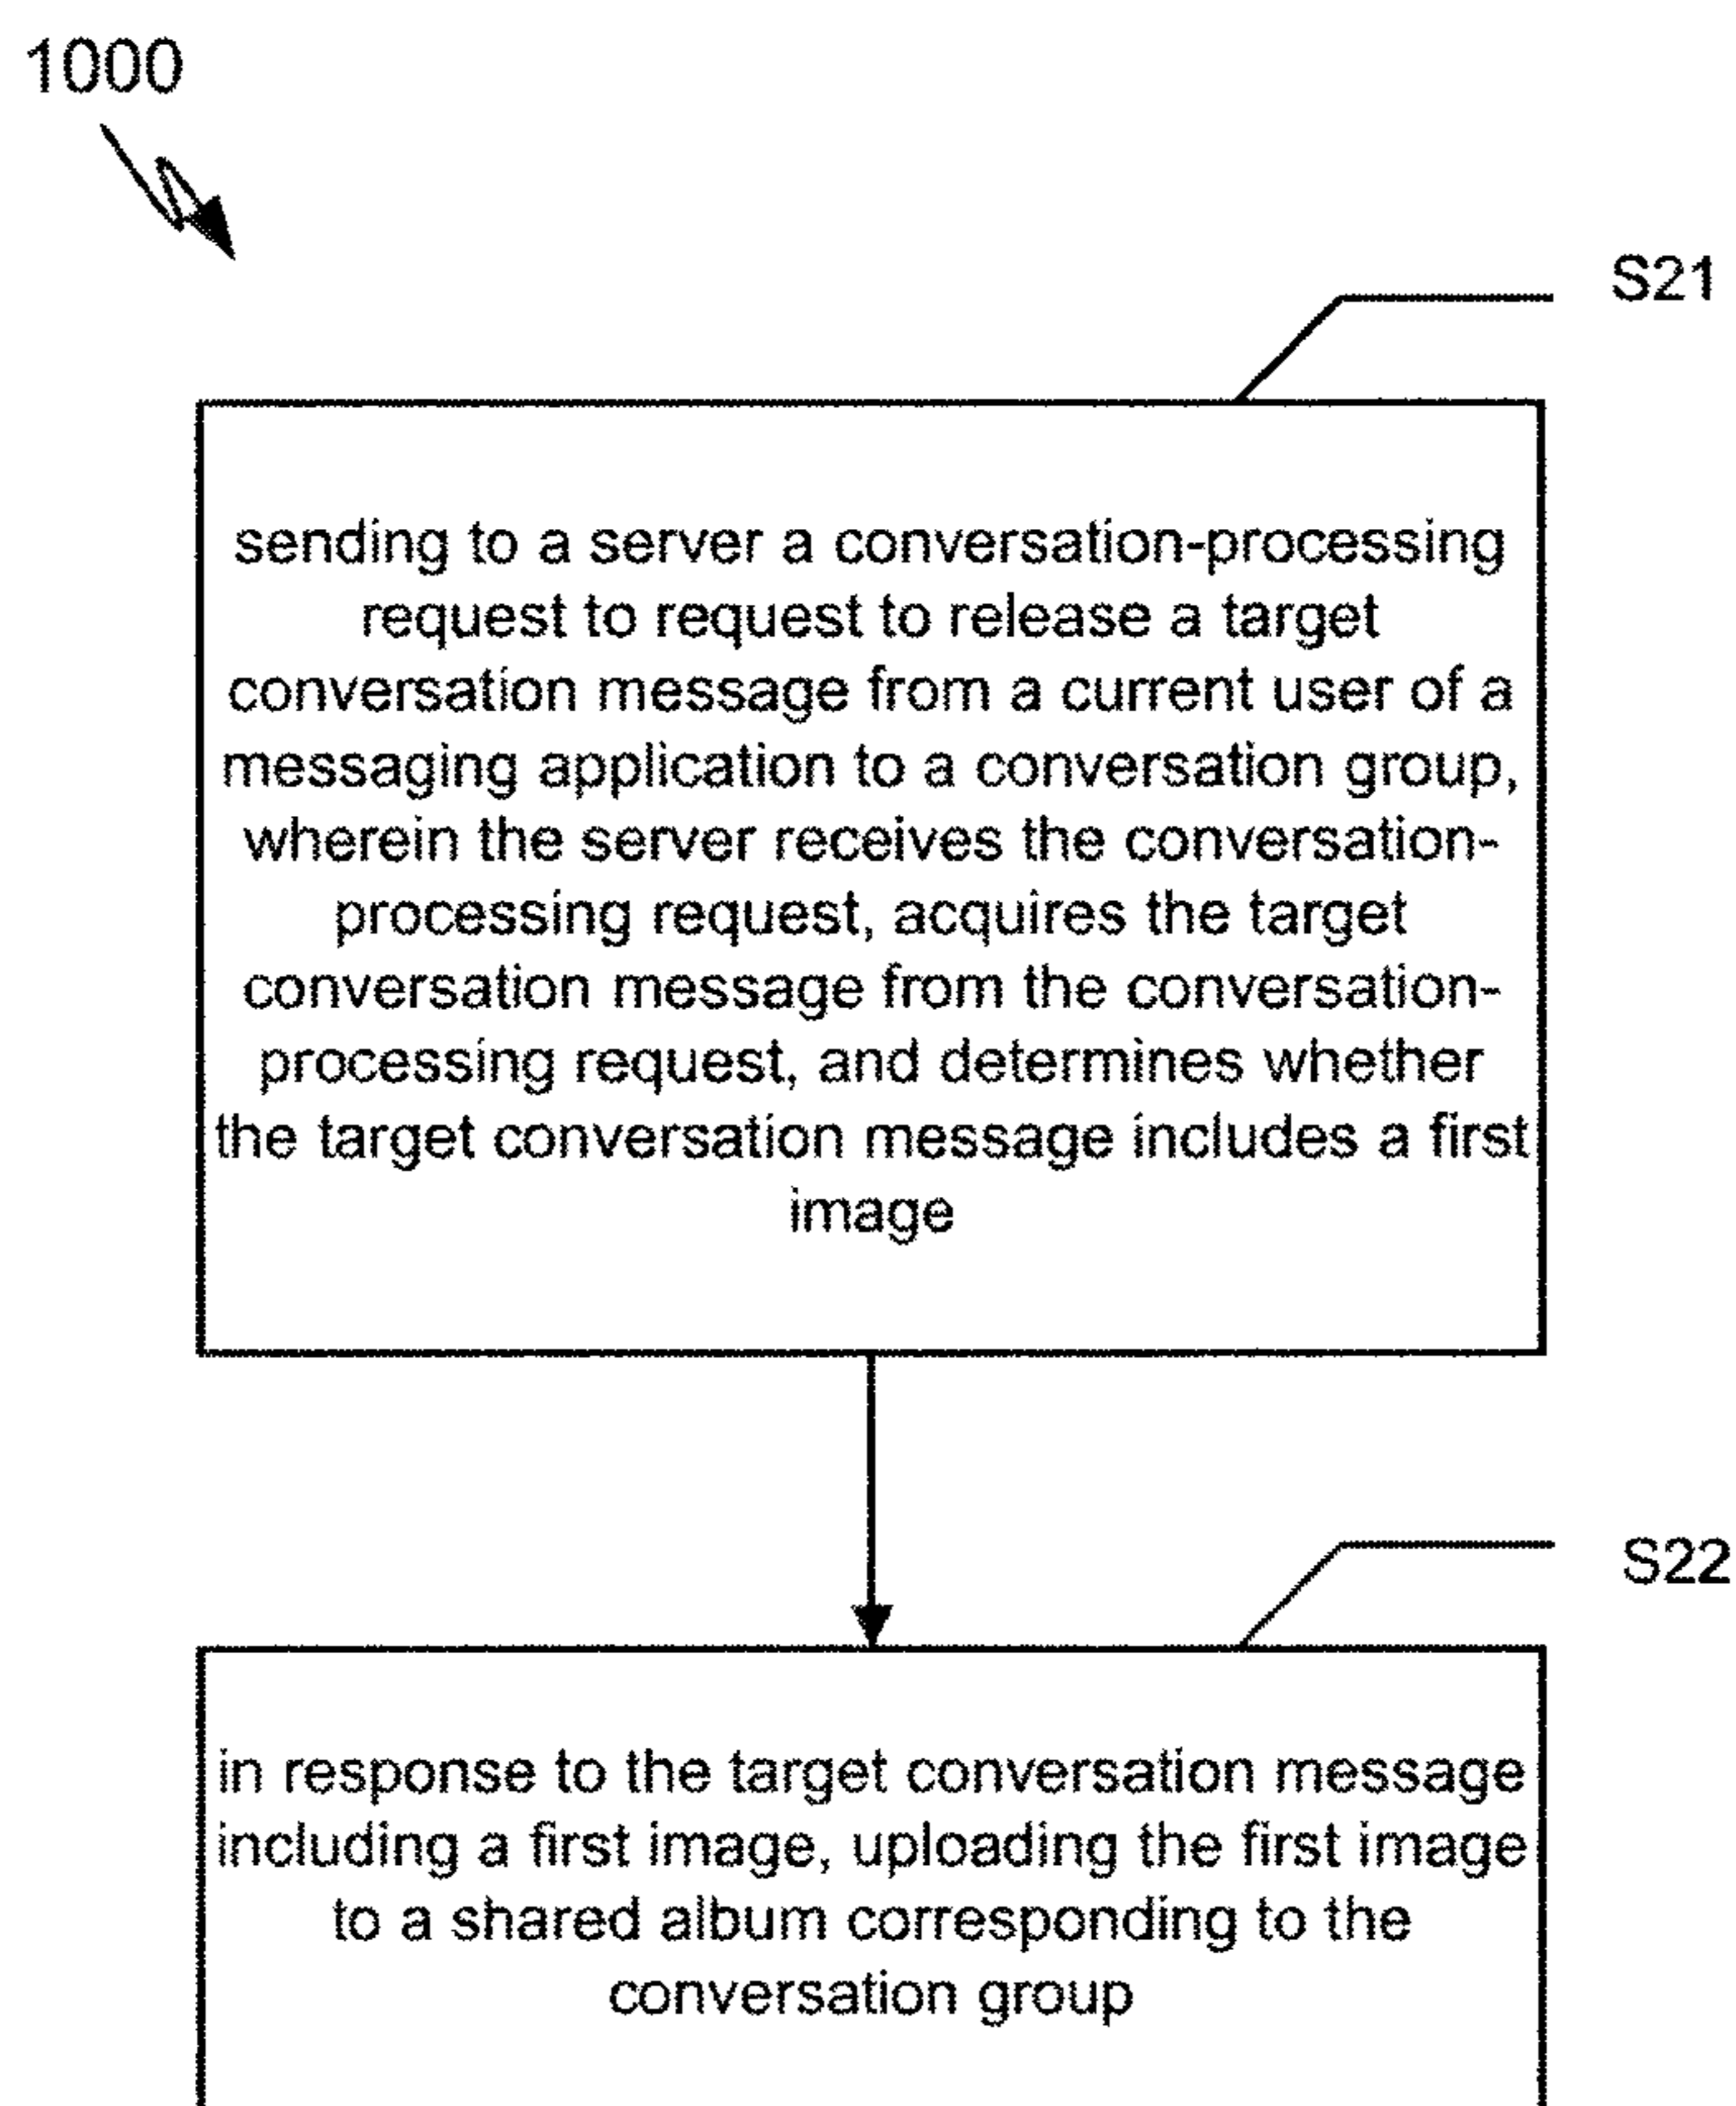 1000
S21
sending to a server a conversation-processing
request to request to release a target
conversation message from a current user of a
messaging application to a conversation group,
wherein the server receives the conversation-
processing request, acquires the target
conversation message from the conversation-
processing request, and determines whether
the target conversation message includes a first
image
S22
in response to the target conversation message
including a first image, uploading the first image
to a shared album corresponding to the
conversation group